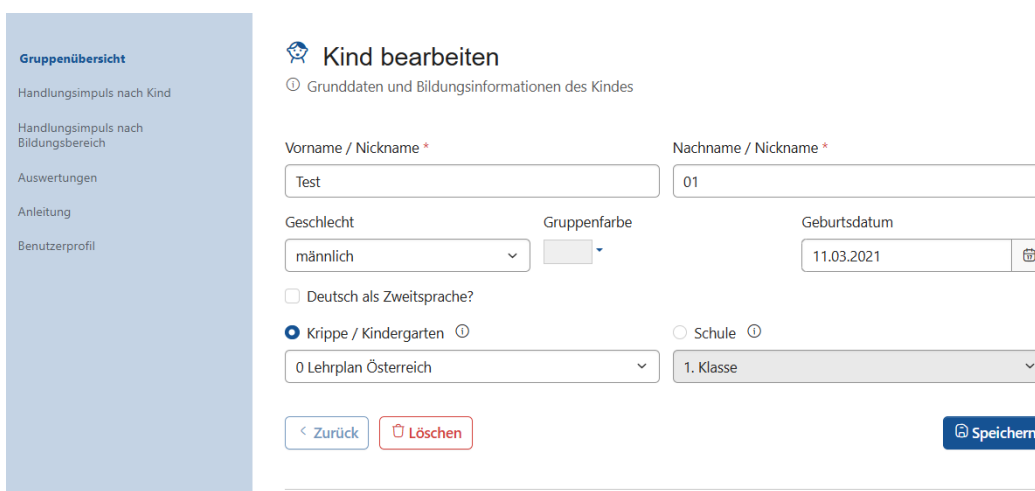 Gruppenübersicht
Handlungsimpuls nach Kind
Handlungsimpuls nach
Bildungsbereich
Auswertungen
Anleitung
Benutzerprofil
Kind bearbeiten
Grunddaten und Bildungsinformationen des Kindes
Vorname / Nickname *
Nachname / Nickname *
Test
01
Geschlecht
Gruppenfarbe
Geburtsdatum
männlich
11.03.2021
Deutsch als Zweitsprache?
Krippe / Kindergarten
Schule
0 Lehrplan Österreich
1. Klasse
Zurück
Löschen
Speichern